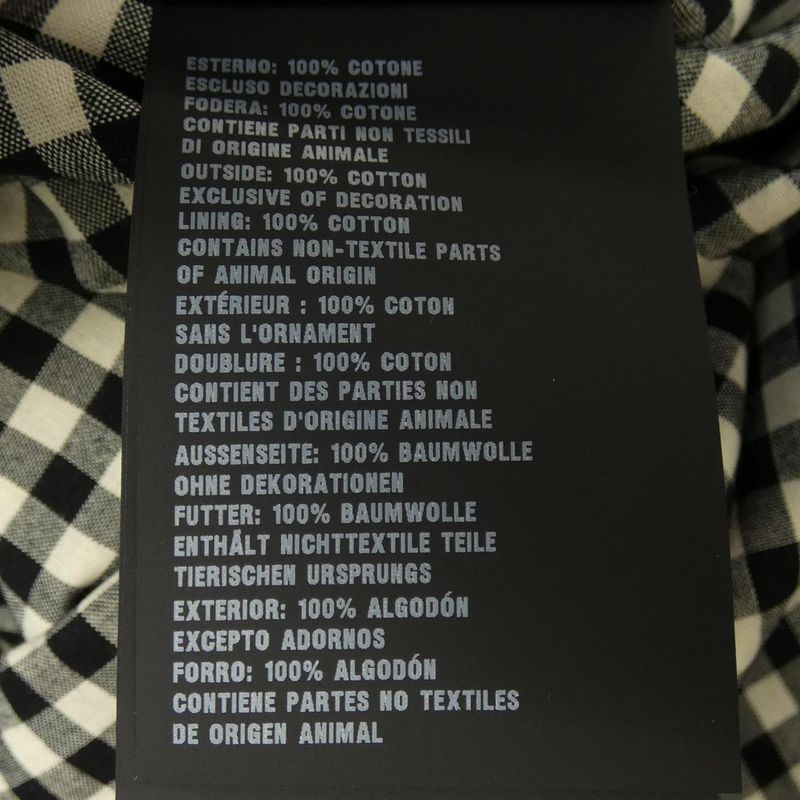 ESTERNO: 100% COTONE
ESCLUSO DECORAZIONI
FODERA: 100% COTONE
CONTIENE PARTI NON TESSILI
DI ORIGINE ANIMALE
OUTSIDE: 100% COTTON
EXCLUSIVE OF DECORATION
LINING: 100% COTTON
CONTAINS NON-TEXTILE PARTS
OF ANIMAL ORIGIN
EXTÉRIEUR : 100% COTON
SANS L'ORNAMENT
DOUBLURE : 100% COTON
CONTIENT DES PARTIES NON
TEXTILES D'ORIGINE ANIMALE
AUSSENSEITE: 100% BAUMWOLLE
OHNE DEKORATIONEN
FUTTER: 100% BAUMWOLLE
ENTHÄLT NICHTTEXTILE TEILE
TIERISCHEN URSPRUNGS
EXTERIOR: 100% ALGODÓN
EXCEPTO ADORNOS
FORRO: 100% ALGODÓN
CONTIENE PARTES NO TEXTILES
DE ORIGEN ANIMAL